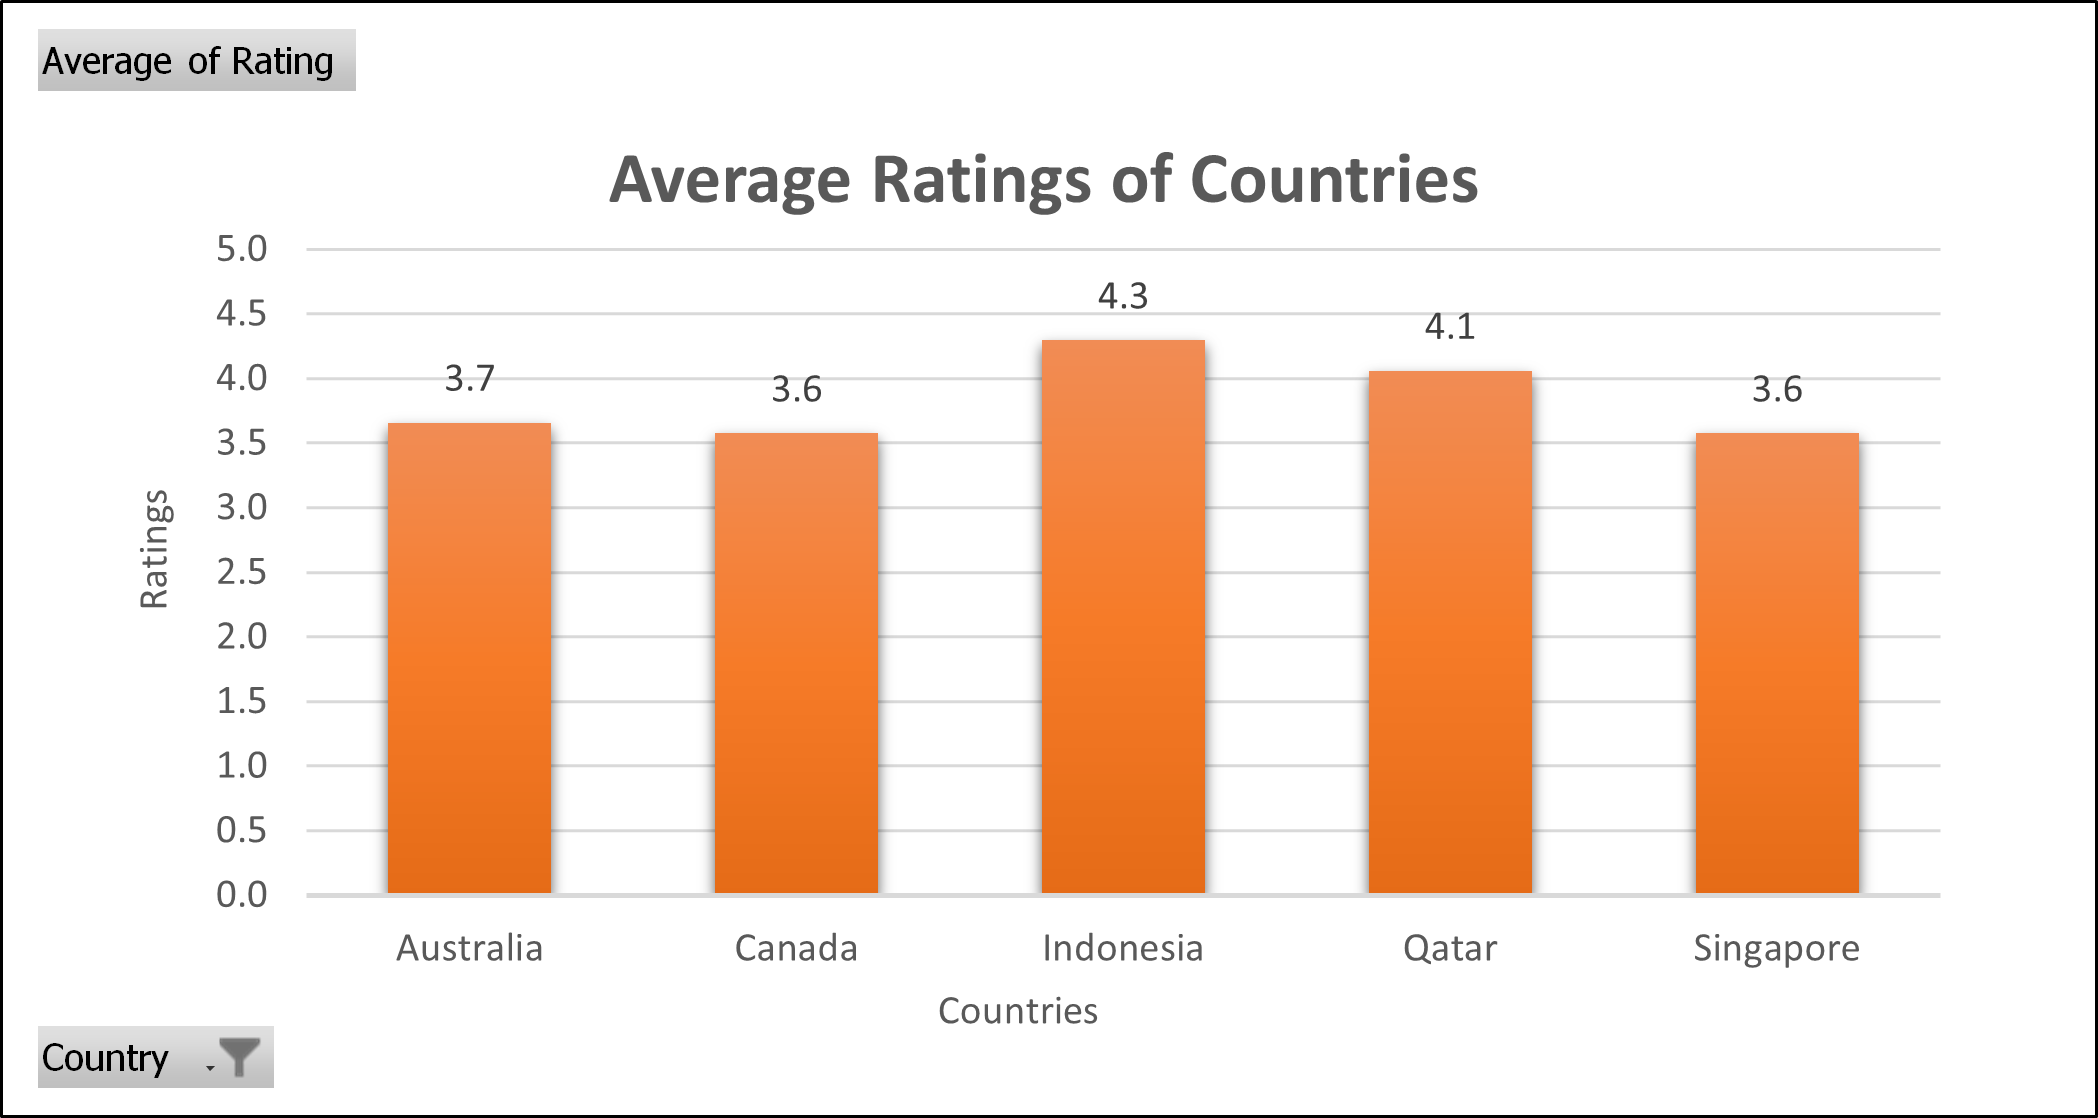 Average of Rating
Average Ratings of Countries
5.0
4.5
4.0
3.5
3.0
2.5
2.0
1.5
1.0
0.5
0.0
Ratings
3.7
3.6
4.3
4.1
3.6
Australia
Canada
Indonesia
Qatar
Singapore
Countries
Country